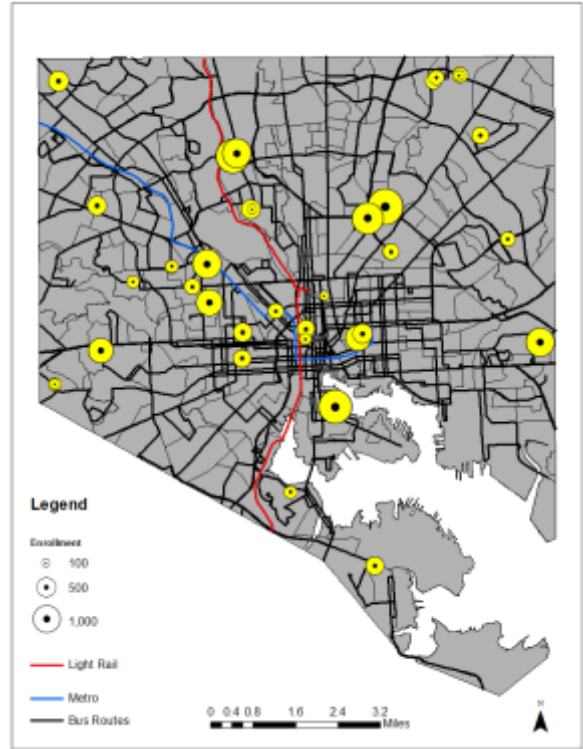 Legend
Enrollment
100
500
1,000
Light Rail
Metro
Bus Routes
0 0.4 0.8 1.6 2.4 3.2
Miles
N